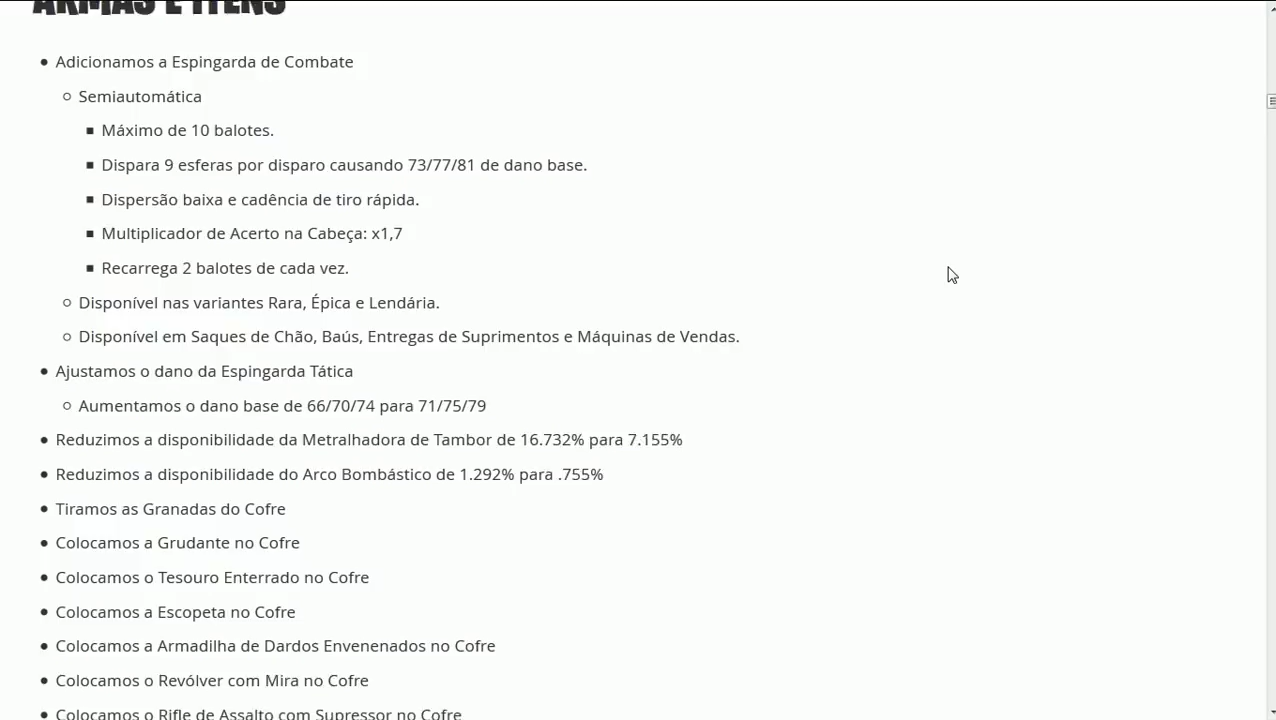 ARMAS E ITENS
Adicionamos a Espingarda de Combate
Semiautomática
Máximo de 10 balotes.
Dispara 9 esferas por disparo causando 73/77/81 de dano base.
Dispersão baixa e cadência de tiro rápida.
Multiplicador de Acerto na Cabeça: x1,7
Recarrega 2 balotes de cada vez.
Disponível nas variantes Rara, Épica e Lendária.
Disponível em Saques de Chão, Baús, Entregas de Suprimentos e Máquinas de Vendas.
Ajustamos o dano da Espingarda Tática
Aumentamos o dano base de 66/70/74 para 71/75/79
Reduzimos a disponibilidade da Metralhadora de Tambor de 16.732% para 7.155%
Reduzimos a disponibilidade do Arco Bombástico de 1.292% para .755%
Tiramos as Granadas do Cofre
Colocamos a Grudante no Cofre
Colocamos o Tesouro Enterrado no Cofre
Colocamos a Escopeta no Cofre
Colocamos a Armadilha de Dardos Envenenados no Cofre
Colocamos o Revólver com Mira no Cofre
Colocamos o Rifle de Assalto com Supressor no Cofre